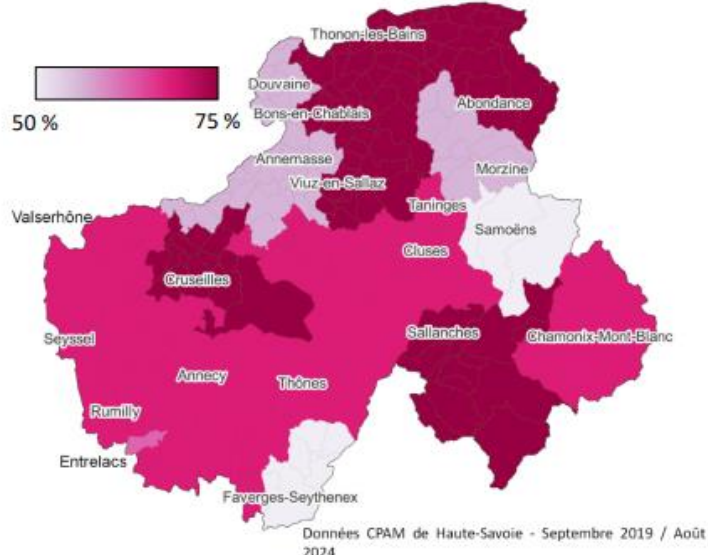 Thonon-les-Bains
Douvaine
50 %
75 %
Abondance
Bons-en-Chablais
Annemasse
Morzine
Viuz-en-Sallaz
Taninges
Valserhône
Samoëns
Cluses
Cruseilles
Sallanches
Chamonix-Mont-Blanc
Seyssel
Annecy
Thônes
Rumilly
Entrelacs
Faverges-Seythenex
Données CPAM de Haute-Savoie - Septembre 2019 / Août
2024